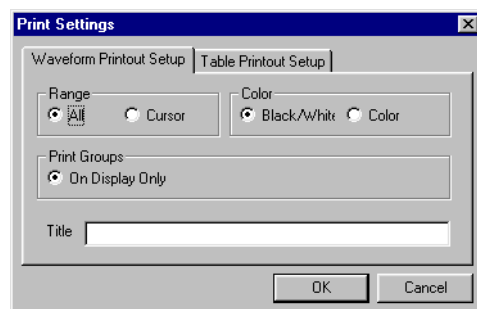 Print Settings
Waveform Printout Setup Table Printout Setup
Range Color
All Cursor Black/White Color
Print Groups
On Display Only
Title
OK Cancel